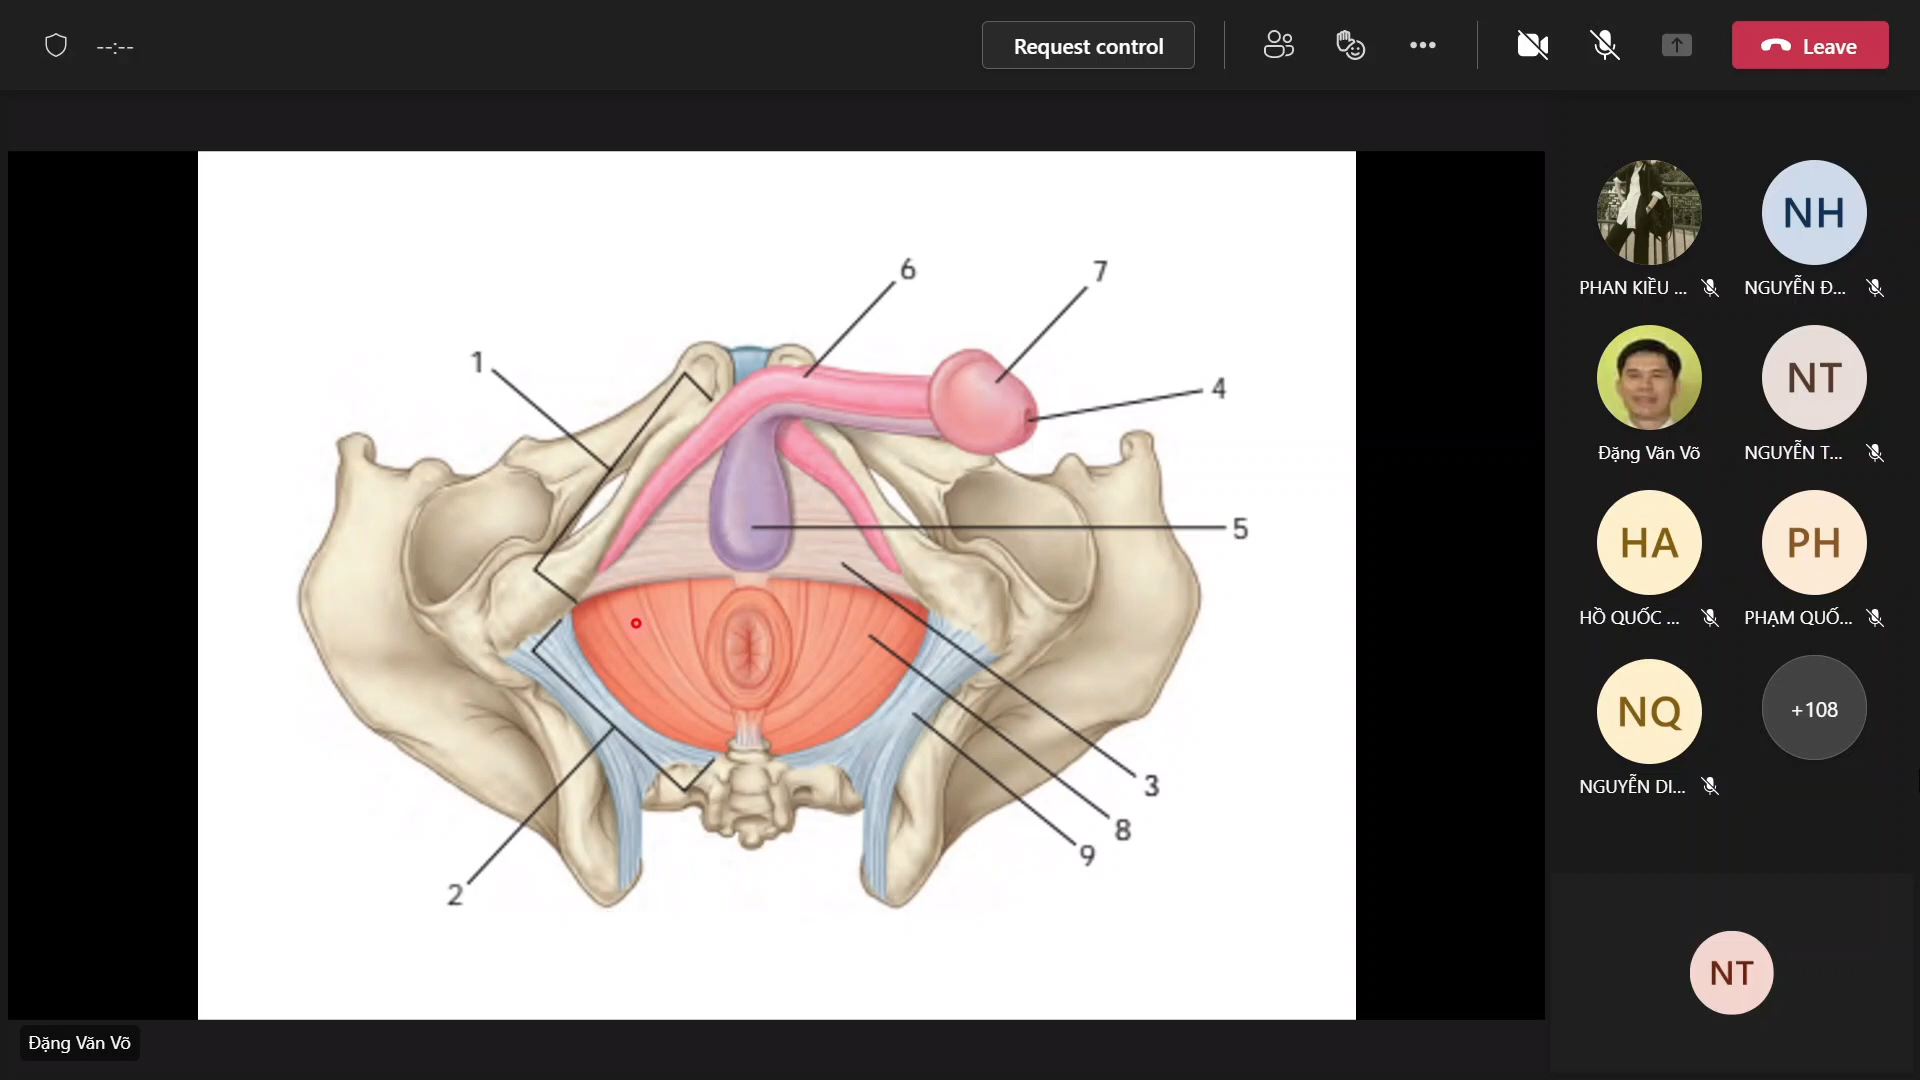 --:--
Request control
Leave
6
7
1
4
5
3
8
9
2
PHAN KIỀU ...
NH
NGUYỄN Đ...
Đặng Văn Võ
NT
NGUYỄN T...
HA
HỒ QUỐC ...
PH
PHẠM QUỐ...
NQ
NGUYỄN DI...
+108
NT
Đặng Văn Võ